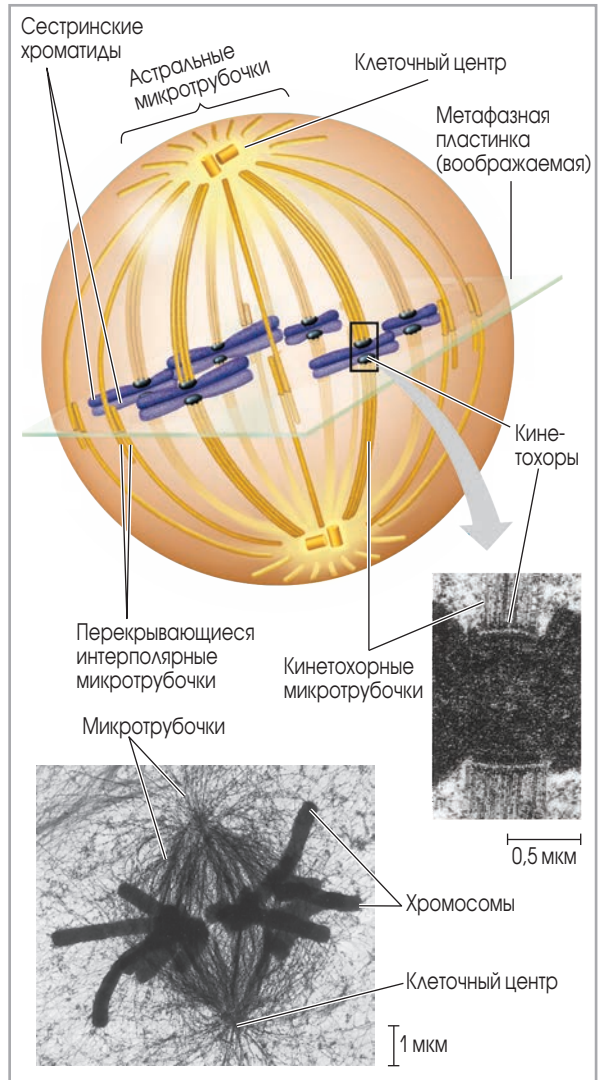 Сестринские
хроматиды
Астральные
микротрубочки
Клеточный центр
Метафазная
пластинка
(воображаемая)
Кине-
тохоры
Перекрывающиеся
интерполярные
микротрубочки
Кинетохорные
микротрубочки
Микротрубочки
0,5 мкм
Хромосомы
Клеточный центр
1 мкм